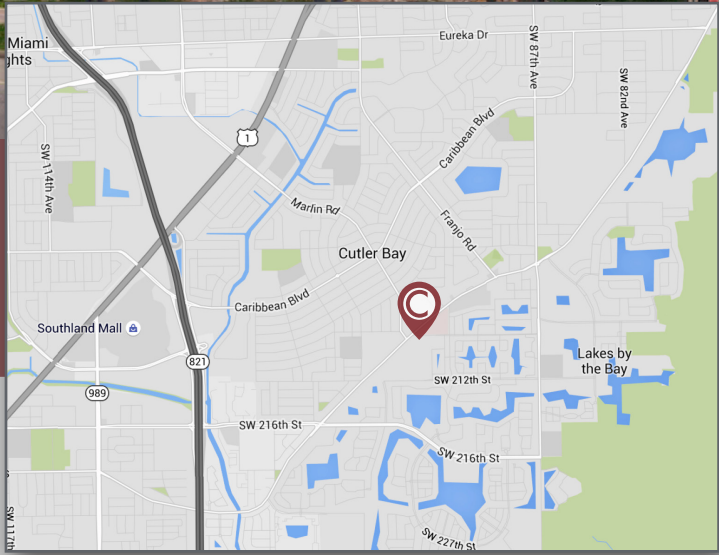 Eureka Dr
Miami
ghts
SW 87th Ave
SW 82nd Ave
1
Caribbean Blvd
SW 114th Ave
Marlin Rd
Franjo Rd
Cutler Bay
C
Caribbean Blvd
Southland Mall
821
Lakes by
the Bay
SW 212th St
989
SW 216th St
SW 216th St
SW 117th
SW 227th St